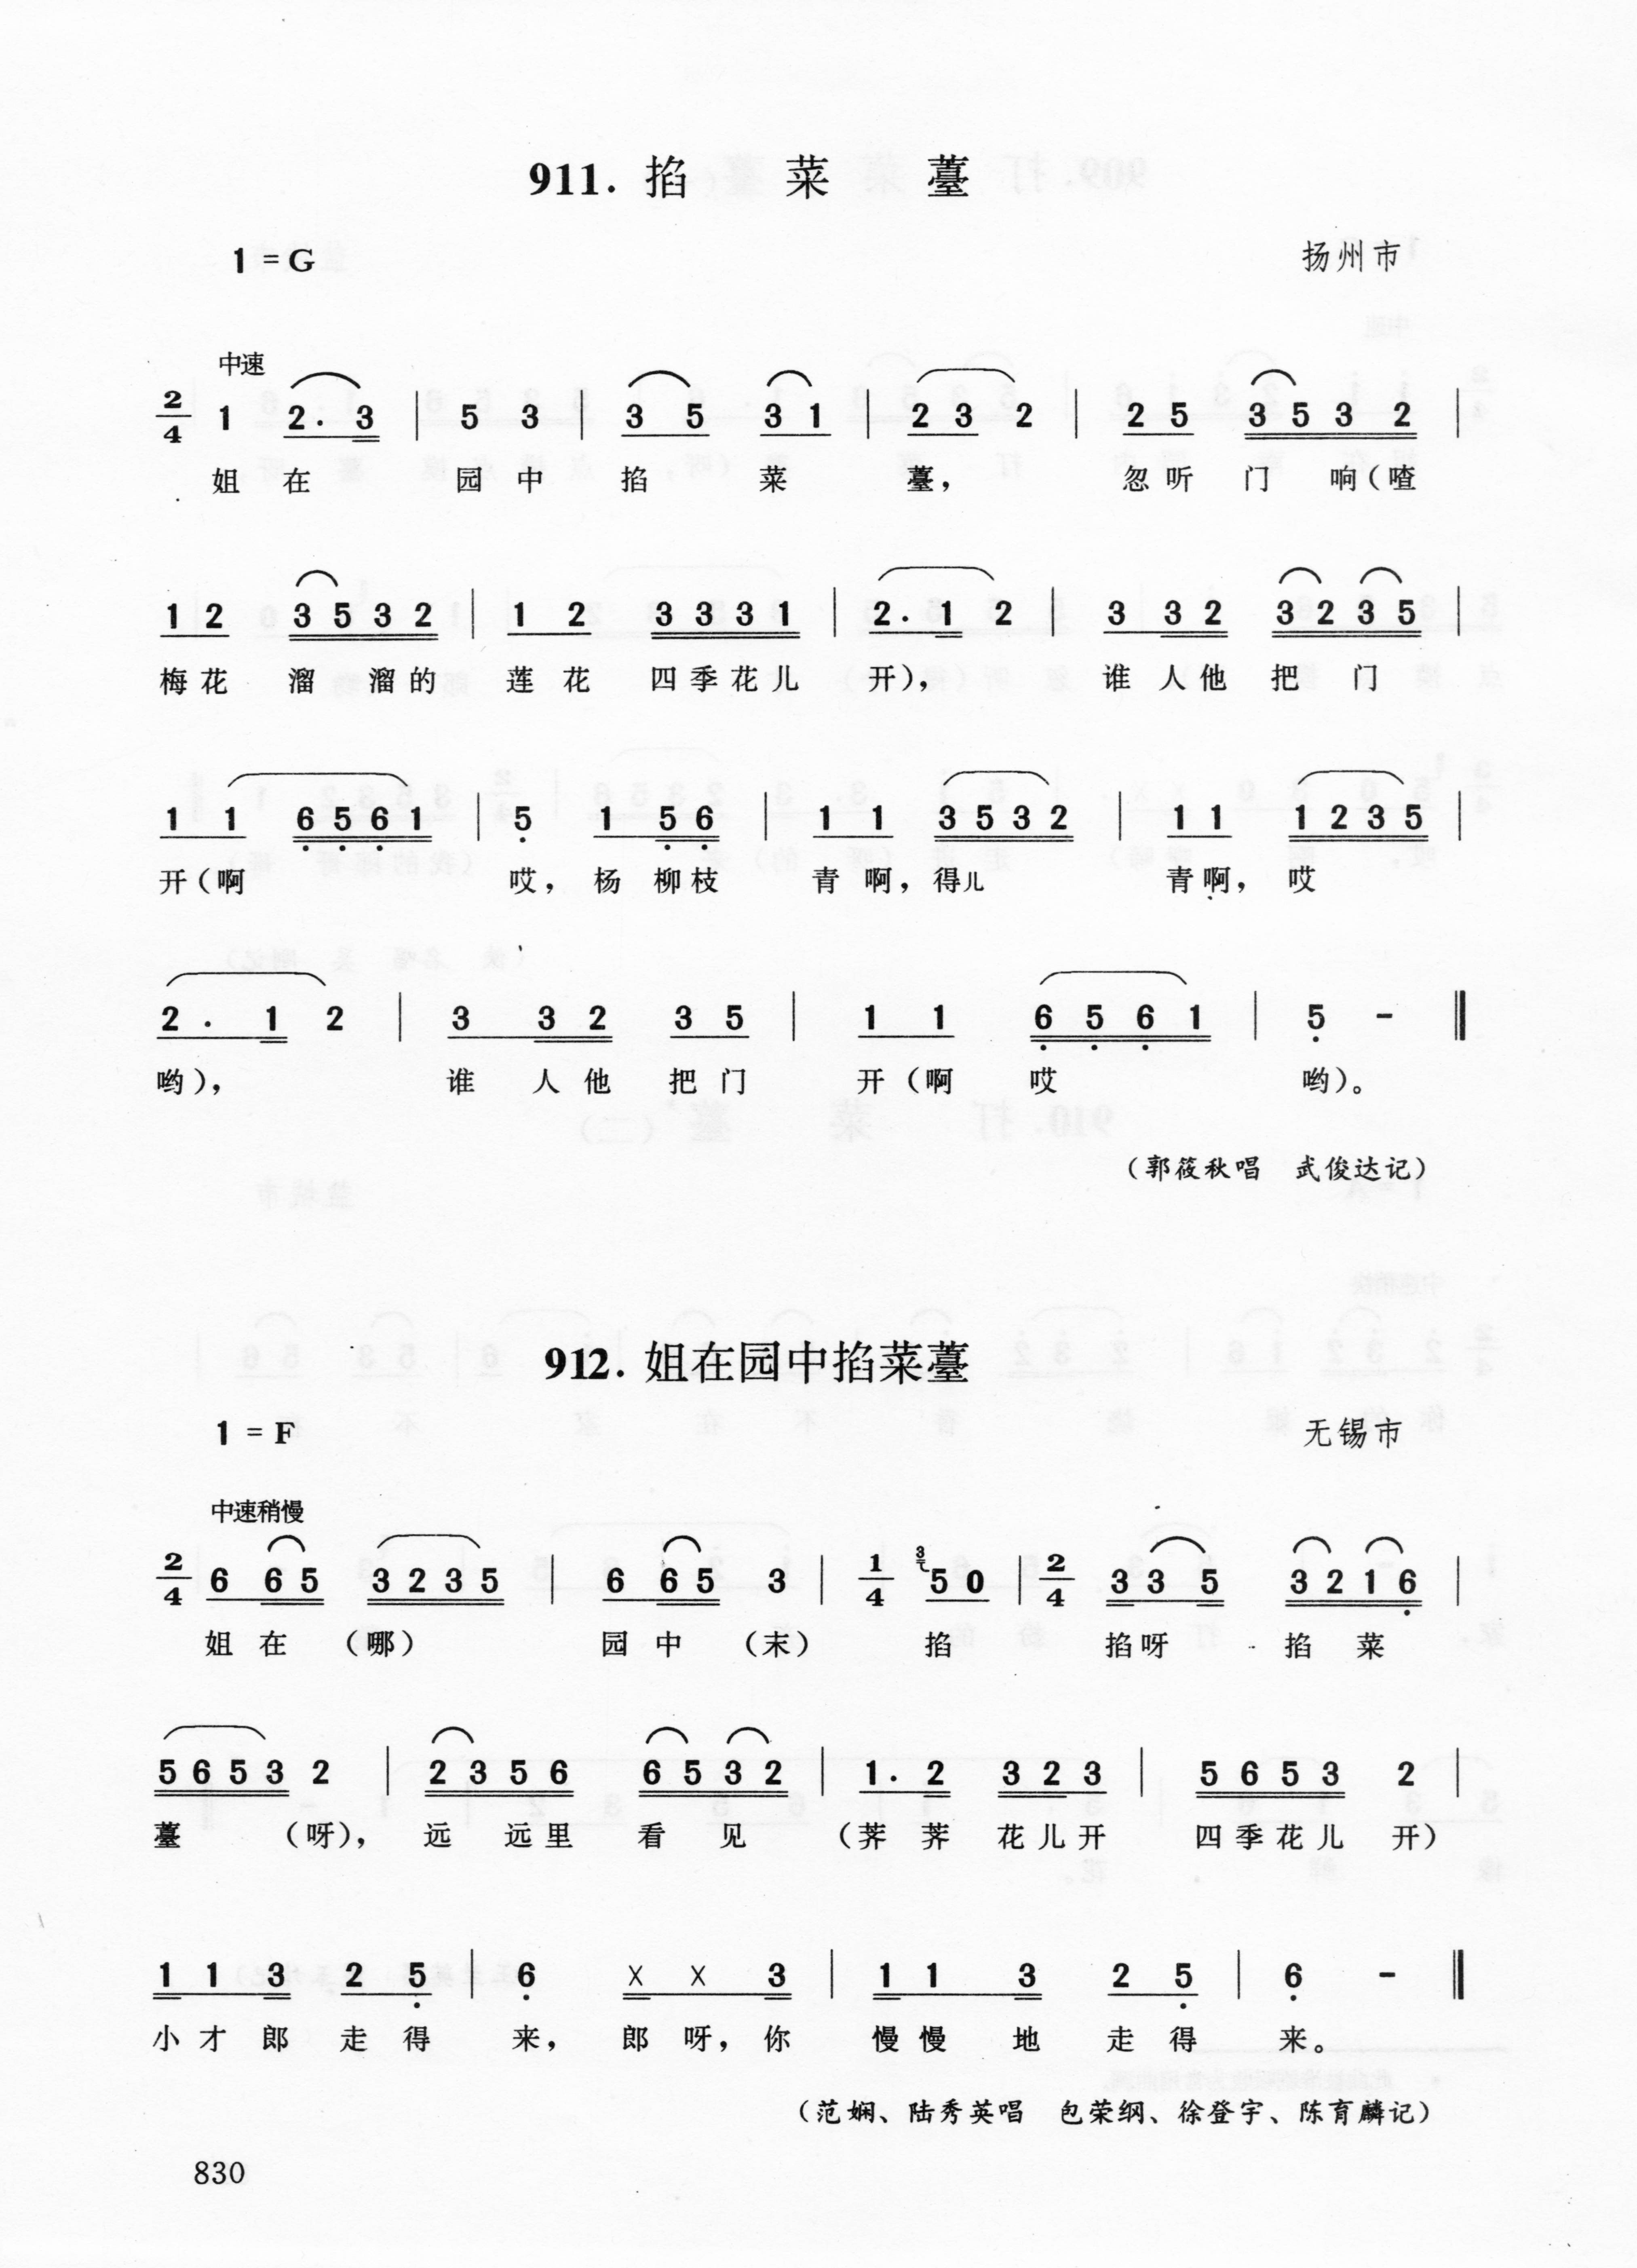 911. 掐菜薹
1 = G 扬州市
中速
2/4 1 2. 3 | 5 3 | 3 5 3 1 | 2 3 2 | 2 5 3 5 3 2 |
姐 在 园 中 掐 菜 薹， 忽 听 门 响（喳
1 2 3 5 3 2 | 1 2 3 3 3 1 | 2. 1 2 | 3 3 2 3 2 3 5 |
梅 花 溜 溜 的 莲 花 四 季 花 儿 开）， 谁 人 他 把 门
1 1 6 5 6 1 | 5 1 5 6 | 1 1 3 5 3 2 | 1 1 1 2 3 5 |
开（啊 哎， 杨 柳 枝 青 啊，得儿 青 啊， 哎
2. 1 2 | 3 3 2 3 5 | 1 1 6 5 6 1 | 5 - ‖
哟）， 谁 人 他 把 门 开（啊 哎 哟）。
（郭筱秋唱 武俊达记）
912. 姐在园中掐菜薹
1 = F 无锡市
中速稍慢
2/4 6 6 5 3 2 3 5 | 6 6 5 3 | 1/4 3 5 0 | 2/4 3 3 5 3 2 1 6 |
姐 在 （哪） 园 中 （末） 掐 掐 呀 掐 菜
5 6 5 3 2 | 2 3 5 6 6 5 3 2 | 1. 2 3 2 3 | 5 6 5 3 2 |
薹 （呀）， 远 远 里 看 见 （荠 荠 花 儿 开 四 季 花 儿 开）
1 1 3 2 5 | 6 X X 3 | 1 1 3 2 5 | 6 - ‖
小 才 郎 走 得 来， 郎 呀，你 慢 慢 地 走 得 来。
（范娴、陆秀英唱 包荣纲、徐登宇、陈育麟记）
830